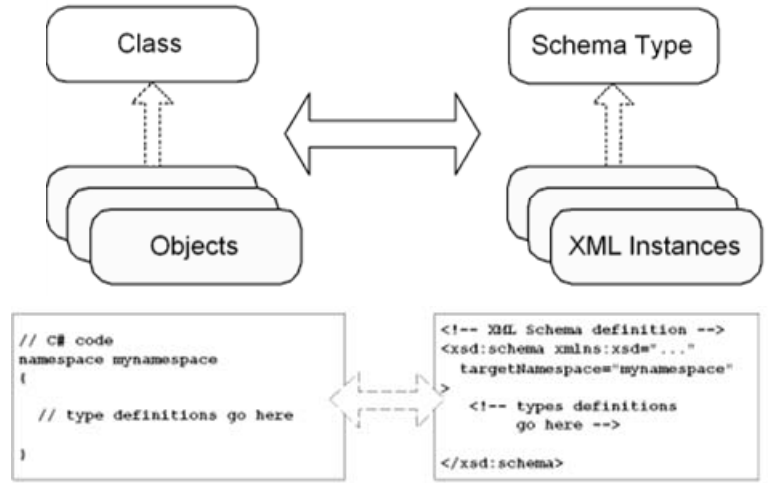 Class
Schema Type
Objects
XML Instances
// C# code
namespace mynamespace
{
// type definitions go here
}
<!-- XML Schema definition -->
<xsd:schema xmlns:xsd="..."
targetNamespace="mynamespace"
>
<!-- types definitions
go here -->
</xsd:schema>